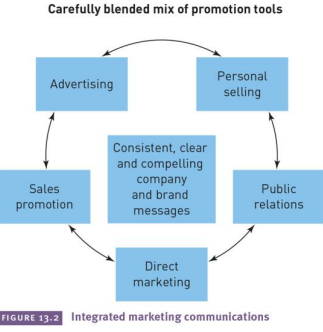 Carefully blended mix of promotion tools
Advertising
Personal
selling
Consistent, clear
and compelling
company
and brand
messages
Sales
promotion
Public
relations
Direct
marketing
FIGURE 13.2 Integrated marketing communications